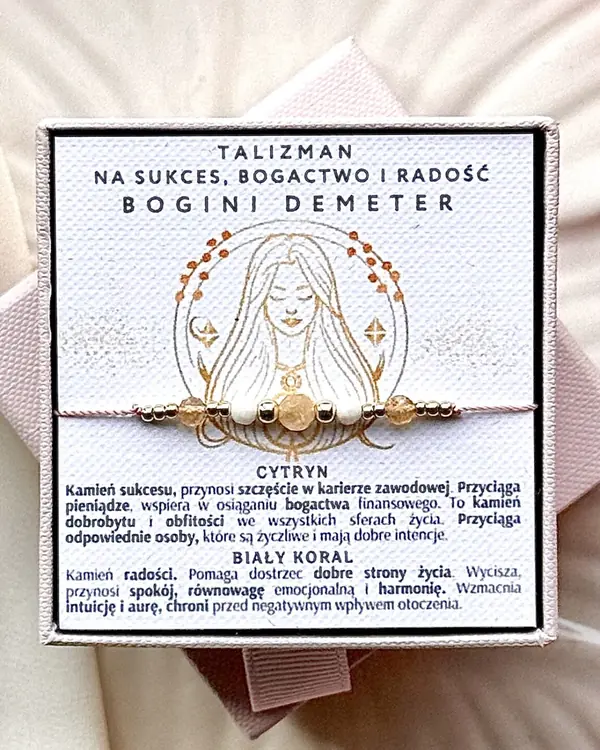 TALIZMAN
NA SUKCES, BOGACTWO I RADOŚĆ
BOGINI DEMETER
CYTRYN
Kamień sukcesu, przynosi szczęście w karierze zawodowej. Przyciąga
pieniądze, wspiera w osiąganiu bogactwa finansowego. To kamień
dobrobytu i obfitości we wszystkich sferach życia. Przyciąga
odpowiednie osoby, które są życzliwe i mają dobre intencje.
BIAŁY KORAL
Kamień radości. Pomaga dostrzec dobre strony życia. Wycisza,
przynosi spokój, równowagę emocjonalną i harmonię. Wzmacnia
intuicję i aurę, chroni przed negatywnym wpływem otoczenia.